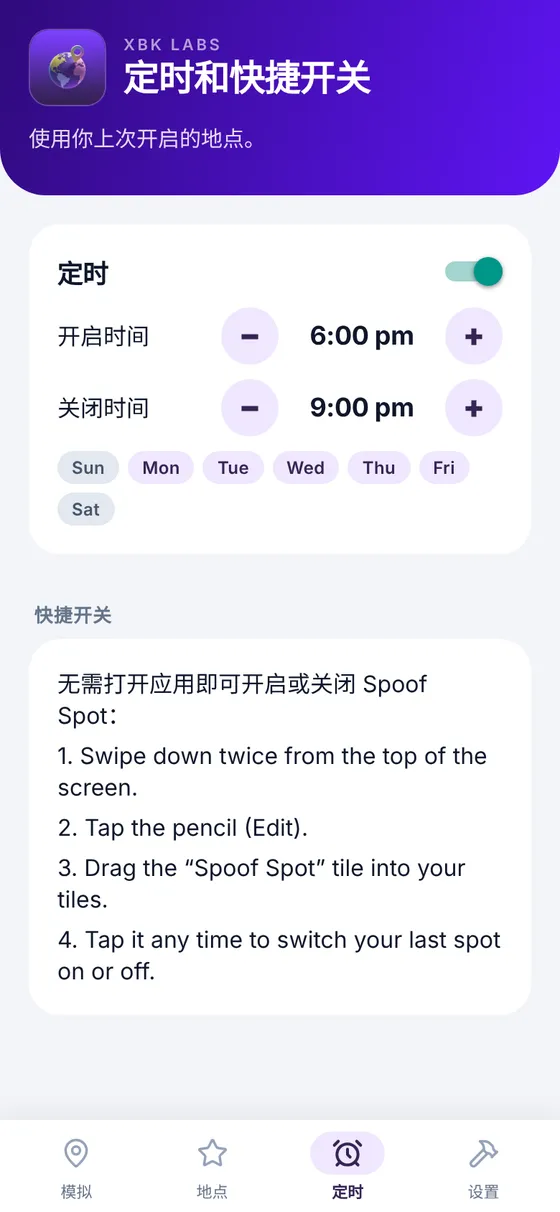 XBK LABS
定时和快捷开关
使用你上次开启的地点。
定时
开启时间 − 6:00 pm +
关闭时间 − 9:00 pm +
Sun Mon Tue Wed Thu Fri
Sat
快捷开关
无需打开应用即可开启或关闭 Spoof
Spot：
1. Swipe down twice from the top of the
screen.
2. Tap the pencil (Edit).
3. Drag the “Spoof Spot” tile into your
tiles.
4. Tap it any time to switch your last spot
on or off.
模拟 地点 定时 设置